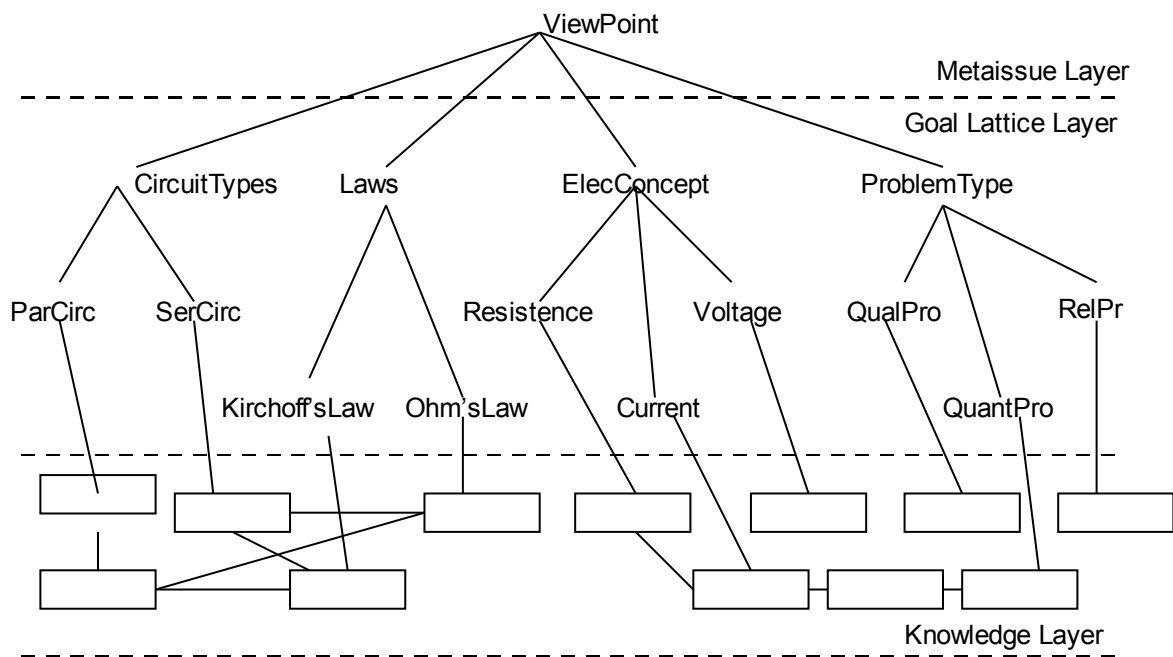 ViewPoint
Metaissue Layer
Goal Lattice Layer
CircuitTypes
Laws
ElecConcept
ProblemType
ParCirc
SerCirc
Resistence
Voltage
QualPro
RelPr
Kirchoff'sLaw
Ohm'sLaw
Current
QuantPro
Knowledge Layer